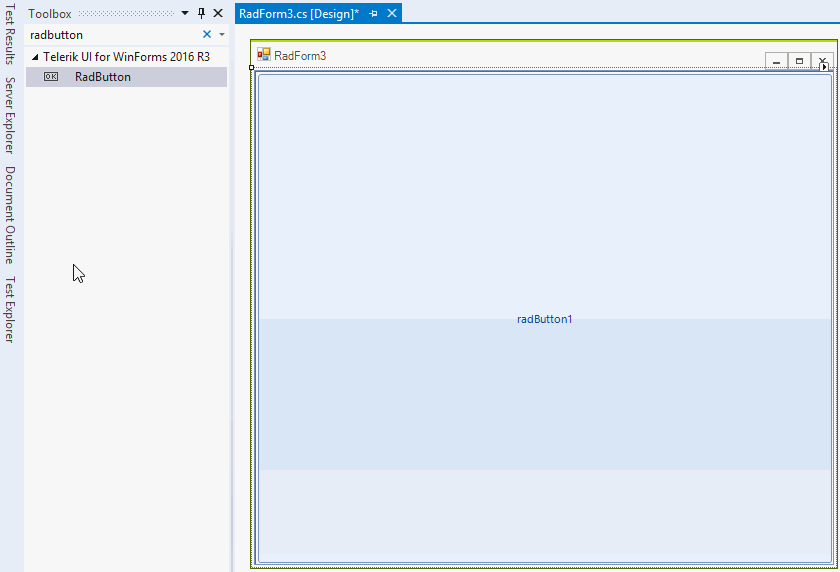 Test Results
Server Explorer
Document Outline
Test Explorer
Toolbox
radbutton
Telerik UI for WinForms 2016 R3
OK
RadButton
RadForm3.cs [Design]*
RadForm3
radButton1